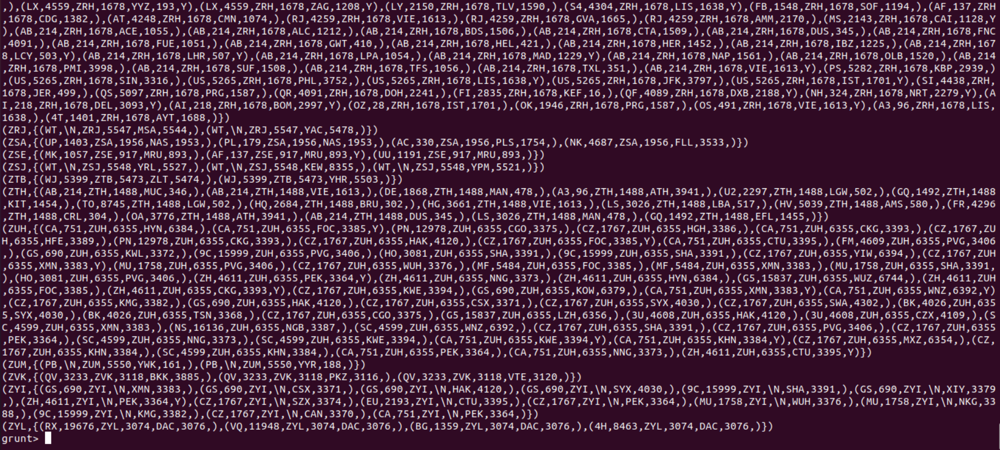 ,),(LX,4559,ZRH,1678,YYZ,193,Y),(LX,4559,ZRH,1678,ZAG,1208,Y),(LY,2150,ZRH,1678,TLV,1590,),(S4,4304,ZRH,1678,LIS,1638,Y),(FB,1548,ZRH,1678,SOF,1194,),(AF,137,ZRH
,1678,CDG,1382,),(AT,4248,ZRH,1678,CMN,1074,),(RJ,4259,ZRH,1678,VIE,1613,),(RJ,4259,ZRH,1678,GVA,1665,),(RJ,4259,ZRH,1678,AMM,2170,),(MS,2143,ZRH,1678,CAI,1128,Y
),(AB,214,ZRH,1678,ACE,1055,),(AB,214,ZRH,1678,ALC,1212,),(AB,214,ZRH,1678,BDS,1506,),(AB,214,ZRH,1678,CTA,1509,),(AB,214,ZRH,1678,DUS,345,),(AB,214,ZRH,1678,FNC
,4091,),(AB,214,ZRH,1678,FUE,1051,),(AB,214,ZRH,1678,GWT,410,),(AB,214,ZRH,1678,HEL,421,),(AB,214,ZRH,1678,HER,1452,),(AB,214,ZRH,1678,IBZ,1225,),(AB,214,ZRH,167
8,LCY,503,Y),(AB,214,ZRH,1678,LHR,507,Y),(AB,214,ZRH,1678,LPA,1054,),(AB,214,ZRH,1678,MAD,1229,Y),(AB,214,ZRH,1678,NAP,1561,),(AB,214,ZRH,1678,OLB,1520,),(AB,214
,ZRH,1678,PMI,3998,),(AB,214,ZRH,1678,SUF,1508,),(AB,214,ZRH,1678,TFS,1056,),(AB,214,ZRH,1678,TXL,351,),(AB,214,ZRH,1678,VIE,1613,Y),(PS,5282,ZRH,1678,KBP,2939,)
,(US,5265,ZRH,1678,SIN,3316,),(US,5265,ZRH,1678,PHL,3752,),(US,5265,ZRH,1678,LIS,1638,Y),(US,5265,ZRH,1678,JFK,3797,),(US,5265,ZRH,1678,IST,1701,Y),(SI,4438,ZRH,
1678,JER,499,),(QS,5097,ZRH,1678,PRG,1587,),(QR,4091,ZRH,1678,DOH,2241,),(FI,2835,ZRH,1678,KEF,16,),(QF,4089,ZRH,1678,DXB,2188,Y),(NH,324,ZRH,1678,NRT,2279,Y),(A
I,218,ZRH,1678,DEL,3093,Y),(AI,218,ZRH,1678,BOM,2997,Y),(OZ,28,ZRH,1678,IST,1701,),(OK,1946,ZRH,1678,PRG,1587,),(OS,491,ZRH,1678,VIE,1613,Y),(A3,96,ZRH,1678,LIS,
1638,),(4T,1401,ZRH,1678,AYT,1688,)})
(ZRJ,{(WT,\N,ZRJ,5547,MSA,5544,),(WT,\N,ZRJ,5547,YAC,5478,)})
(ZSA,{(UP,1403,ZSA,1956,NAS,1953,),(PL,179,ZSA,1956,NAS,1953,),(AC,330,ZSA,1956,PLS,1754,),(NK,4687,ZSA,1956,FLL,3533,)})
(ZSE,{(MK,1057,ZSE,917,MRU,893,),(AF,137,ZSE,917,MRU,893,Y),(UU,1191,ZSE,917,MRU,893,)})
(ZSJ,{(WT,\N,ZSJ,5548,YRL,5527,),(WT,\N,ZSJ,5548,KEW,8355,),(WT,\N,ZSJ,5548,YPM,5521,)})
(ZTB,{(WJ,5399,ZTB,5473,ZLT,5474,),(WJ,5399,ZTB,5473,YHR,5503,)})
(ZTH,{(AB,214,ZTH,1488,MUC,346,),(AB,214,ZTH,1488,VIE,1613,),(DE,1868,ZTH,1488,MAN,478,),(A3,96,ZTH,1488,ATH,3941,),(U2,2297,ZTH,1488,LGW,502,),(GQ,1492,ZTH,1488
,KIT,1454,),(TO,8745,ZTH,1488,LGW,502,),(HQ,2684,ZTH,1488,BRU,302,),(HG,3661,ZTH,1488,VIE,1613,),(LS,3026,ZTH,1488,LBA,517,),(HV,5039,ZTH,1488,AMS,580,),(FR,4296
,ZTH,1488,CRL,304,),(OA,3776,ZTH,1488,ATH,3941,),(AB,214,ZTH,1488,DUS,345,),(LS,3026,ZTH,1488,MAN,478,),(GQ,1492,ZTH,1488,EFL,1455,)})
(ZUH,{(CA,751,ZUH,6355,HYN,6384,),(CA,751,ZUH,6355,FOC,3385,Y),(PN,12978,ZUH,6355,CGO,3375,),(CZ,1767,ZUH,6355,HGH,3386,),(CA,751,ZUH,6355,CKG,3393,),(CZ,1767,ZU
H,6355,HFE,3389,),(PN,12978,ZUH,6355,CKG,3393,),(CZ,1767,ZUH,6355,HAK,4120,),(CZ,1767,ZUH,6355,FOC,3385,Y),(CA,751,ZUH,6355,CTU,3395,),(FM,4609,ZUH,6355,PVG,3406
,),(GS,690,ZUH,6355,KWL,3372,),(9C,15999,ZUH,6355,PVG,3406,),(HO,3081,ZUH,6355,SHA,3391,),(9C,15999,ZUH,6355,SHA,3391,),(CZ,1767,ZUH,6355,YIW,6394,),(CZ,1767,ZUH
,6355,XMN,3383,Y),(MU,1758,ZUH,6355,PVG,3406,),(CZ,1767,ZUH,6355,WUH,3376,),(MF,5484,ZUH,6355,FOC,3385,),(MF,5484,ZUH,6355,XMN,3383,),(MU,1758,ZUH,6355,SHA,3391,
),(HO,3081,ZUH,6355,PVG,3406,),(ZH,4611,ZUH,6355,PEK,3364,Y),(ZH,4611,ZUH,6355,NNG,3373,),(ZH,4611,ZUH,6355,HYN,6384,),(G5,15837,ZUH,6355,WUZ,6744,),(ZH,4611,ZUH
,6355,FOC,3385,),(ZH,4611,ZUH,6355,CKG,3393,Y),(CZ,1767,ZUH,6355,KWE,3394,),(GS,690,ZUH,6355,KOW,6379,),(CA,751,ZUH,6355,XMN,3383,Y),(CA,751,ZUH,6355,WNZ,6392,Y)
,(CZ,1767,ZUH,6355,KMG,3382,),(GS,690,ZUH,6355,HAK,4120,),(CZ,1767,ZUH,6355,CSX,3371,),(CZ,1767,ZUH,6355,SYX,4030,),(CZ,1767,ZUH,6355,SWA,4302,),(BK,4026,ZUH,635
5,SYX,4030,),(BK,4026,ZUH,6355,TSN,3368,),(CZ,1767,ZUH,6355,CGO,3375,),(G5,15837,ZUH,6355,LZH,6356,),(3U,4608,ZUH,6355,HAK,4120,),(3U,4608,ZUH,6355,CZX,4109,),(S
C,4599,ZUH,6355,XMN,3383,),(NS,16136,ZUH,6355,NGB,3387,),(SC,4599,ZUH,6355,WNZ,6392,),(CZ,1767,ZUH,6355,SHA,3391,),(CZ,1767,ZUH,6355,PVG,3406,),(CZ,1767,ZUH,6355
,PEK,3364,),(SC,4599,ZUH,6355,NNG,3373,),(SC,4599,ZUH,6355,KWE,3394,),(CA,751,ZUH,6355,KWE,3394,Y),(CA,751,ZUH,6355,KHN,3384,Y),(CZ,1767,ZUH,6355,MXZ,6354,),(CZ,
1767,ZUH,6355,KHN,3384,),(SC,4599,ZUH,6355,KHN,3384,),(CA,751,ZUH,6355,PEK,3364,),(CA,751,ZUH,6355,NNG,3373,),(ZH,4611,ZUH,6355,CTU,3395,Y)})
(ZUM,{(PB,\N,ZUM,5550,YWK,161,),(PB,\N,ZUM,5550,YYR,188,)})
(ZVK,{(QV,3233,ZVK,3118,BKK,3885,),(QV,3233,ZVK,3118,PKZ,3116,),(QV,3233,ZVK,3118,VTE,3120,)})
(ZYI,{(GS,690,ZYI,\N,XMN,3383,),(GS,690,ZYI,\N,CSX,3371,),(GS,690,ZYI,\N,HAK,4120,),(GS,690,ZYI,\N,SYX,4030,),(9C,15999,ZYI,\N,SHA,3391,),(GS,690,ZYI,\N,XIY,3379
,),(ZH,4611,ZYI,\N,PEK,3364,Y),(CZ,1767,ZYI,\N,SZX,3374,),(EU,2193,ZYI,\N,CTU,3395,),(CZ,1767,ZYI,\N,PEK,3364,),(MU,1758,ZYI,\N,WUH,3376,),(MU,1758,ZYI,\N,NKG,33
88,),(9C,15999,ZYI,\N,KMG,3382,),(CZ,1767,ZYI,\N,CAN,3370,),(CA,751,ZYI,\N,PEK,3364,)})
(ZYL,{(RX,19676,ZYL,3074,DAC,3076,),(VQ,11948,ZYL,3074,DAC,3076,),(BG,1359,ZYL,3074,DAC,3076,),(4H,8463,ZYL,3074,DAC,3076,)})
grunt>